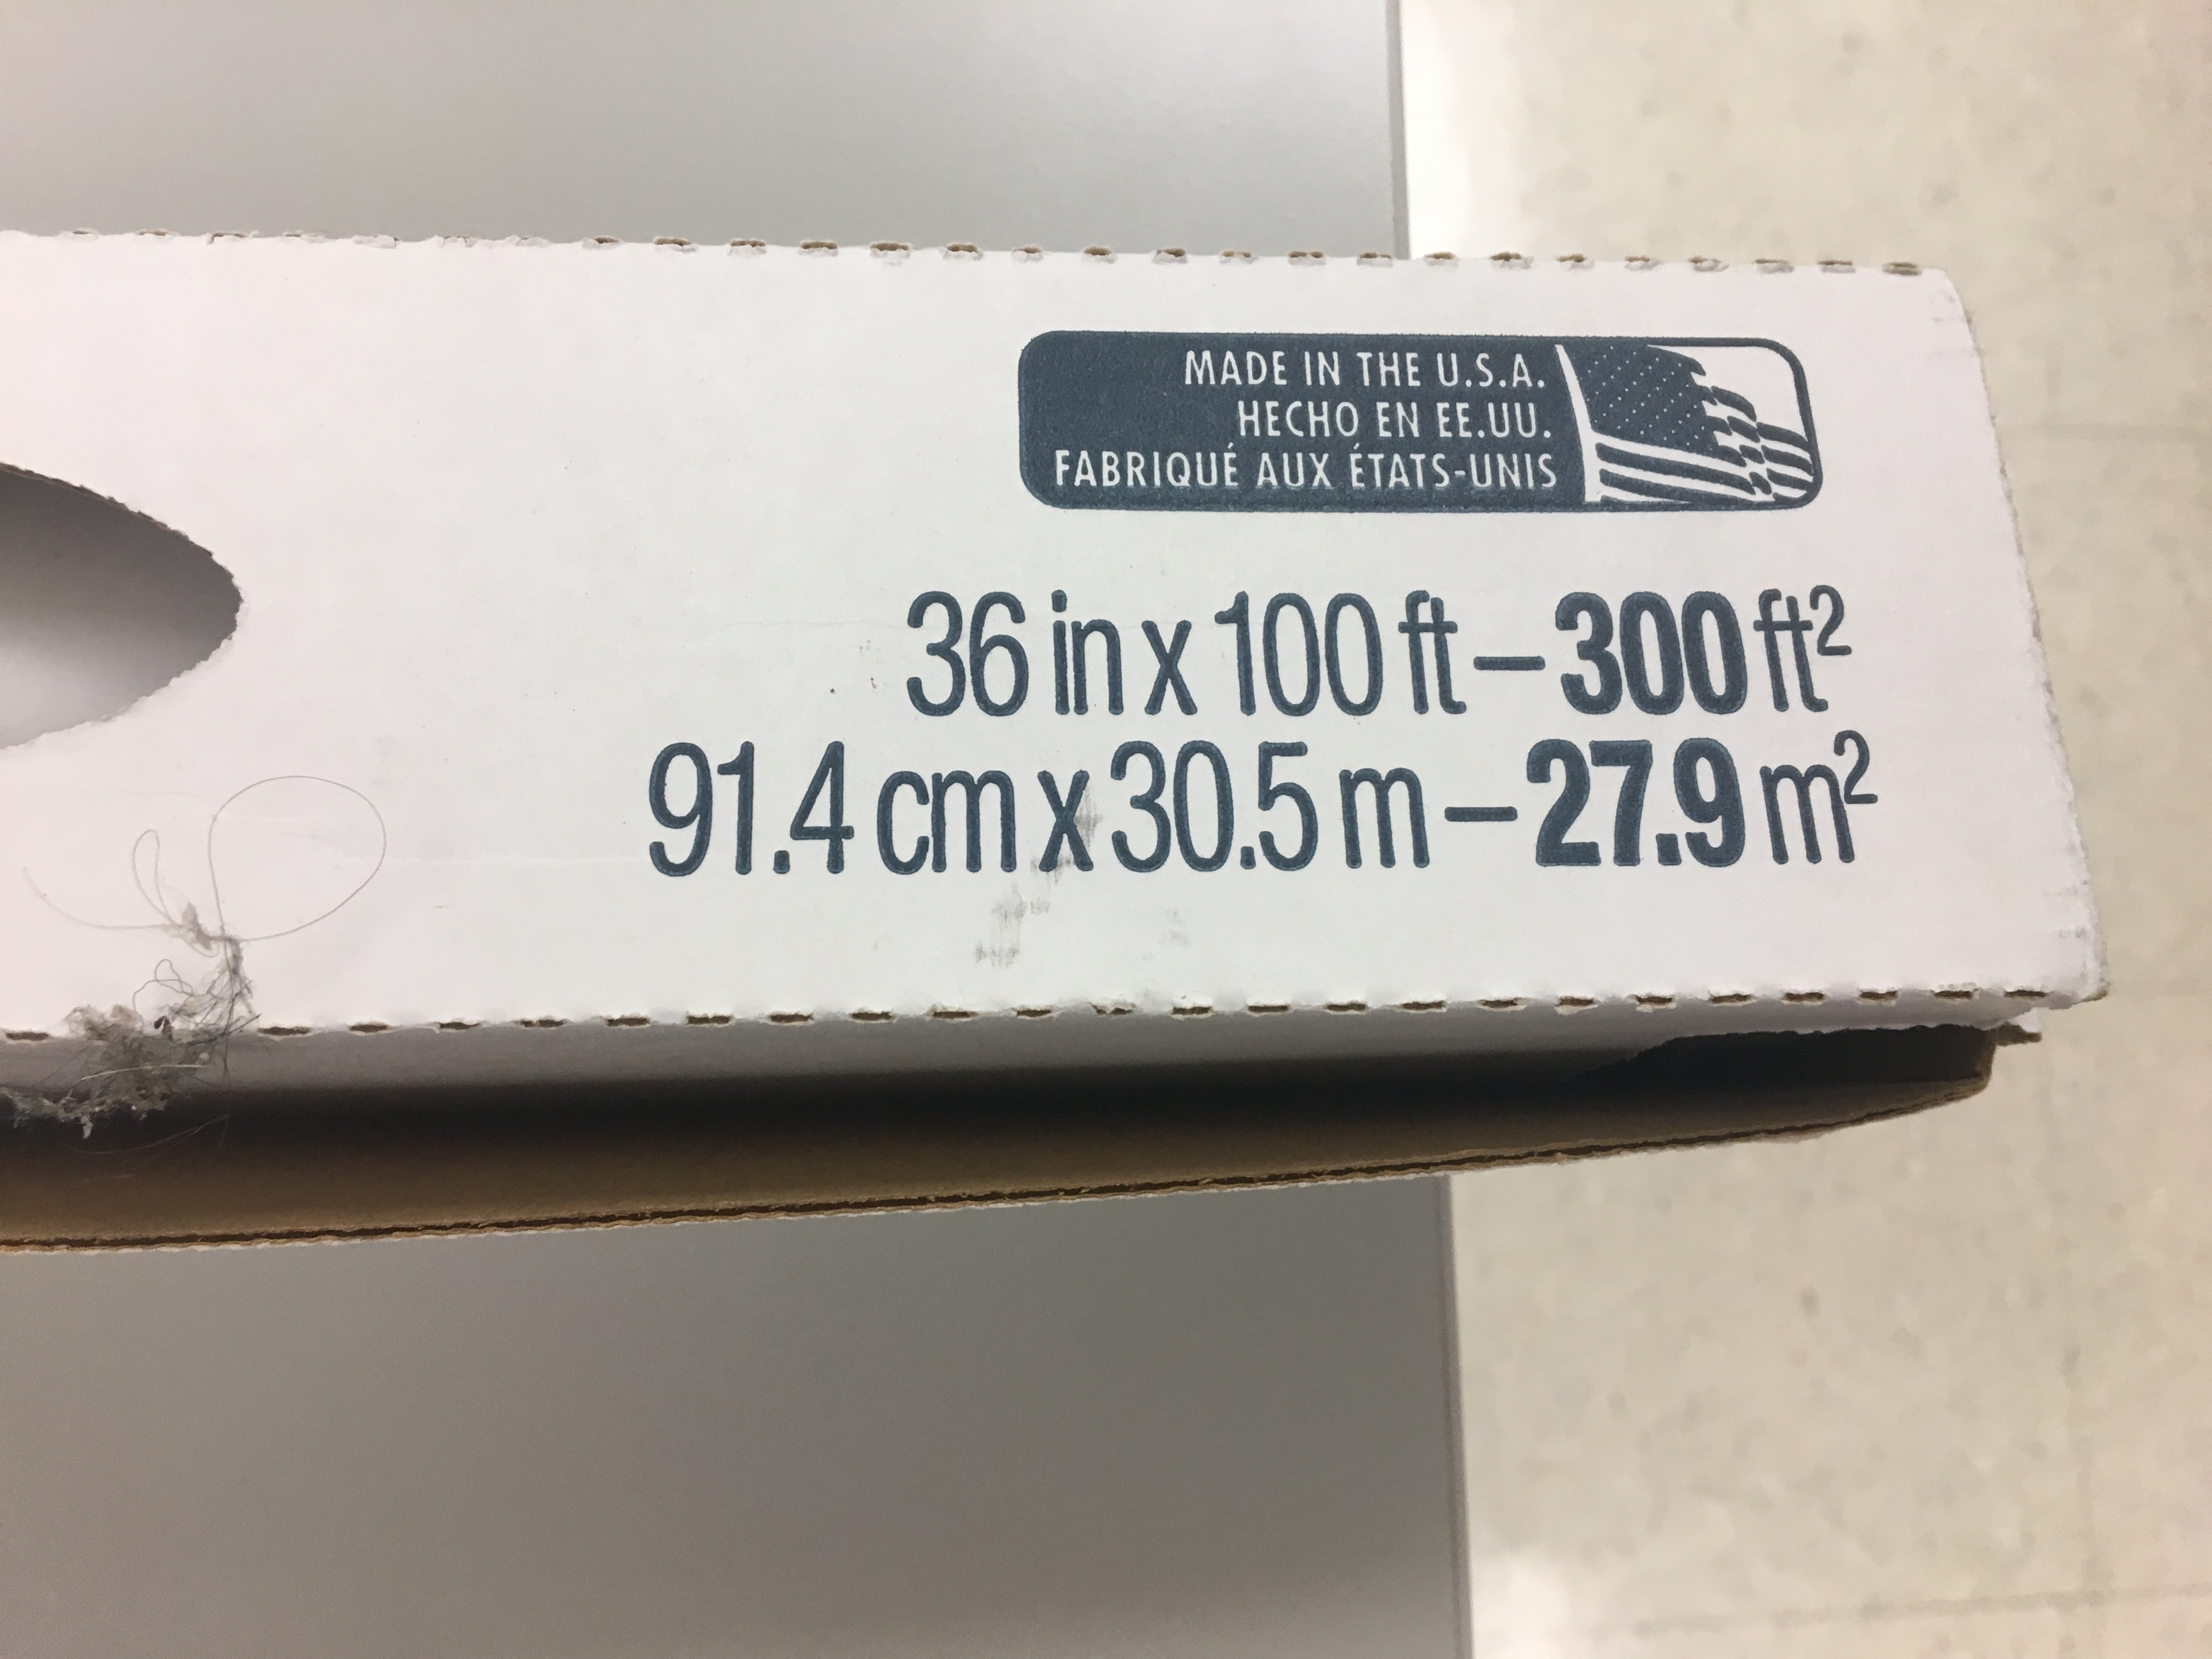 MADE IN THE U.S.A.
HECHO EN EE.UU.
FABRIQUÉ AUX ÉTATS-UNIS
36 in x 100 ft – 300 ft²
91.4 cm x 30.5 m – 27.9 m²